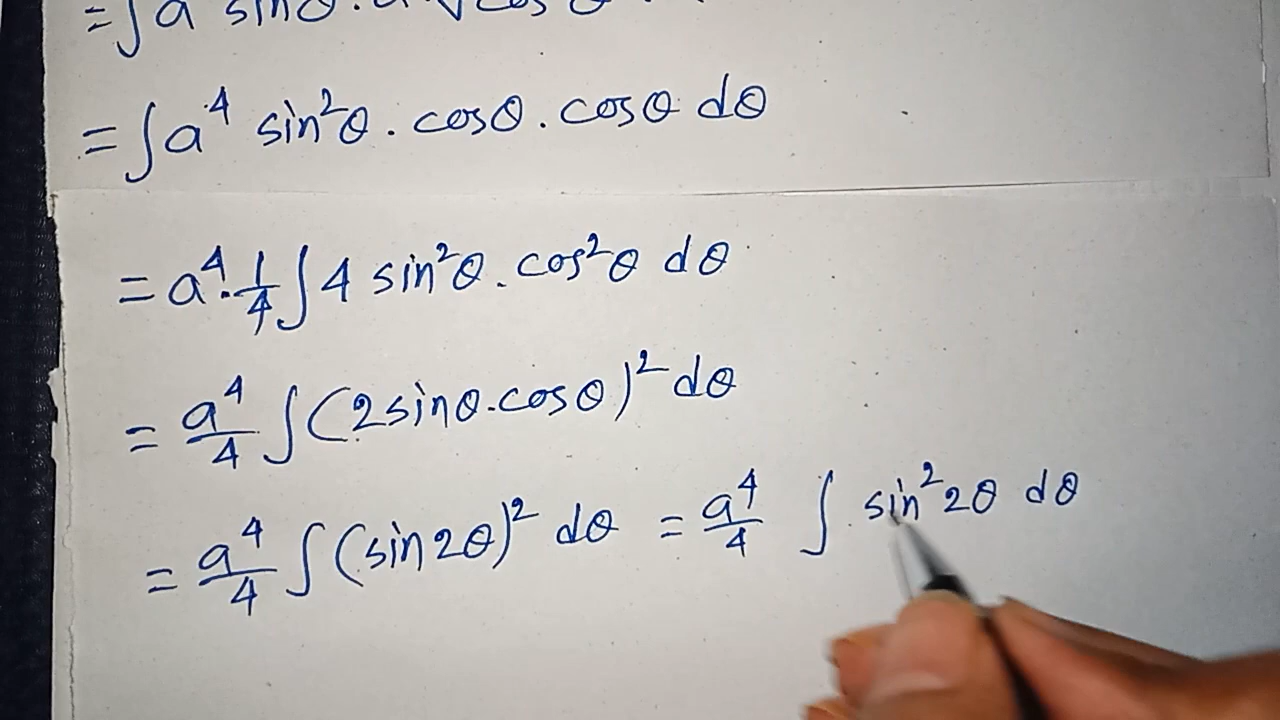 = ∫ a⁴ sin²θ . cosθ . cosθ dθ
= a⁴ . 1/4 ∫ 4 sin²θ . cos²θ dθ
= a⁴/4 ∫ (2 sinθ . cosθ)² dθ
= a⁴/4 ∫ (sin 2θ)² dθ = a⁴/4 ∫ sin² 2θ dθ